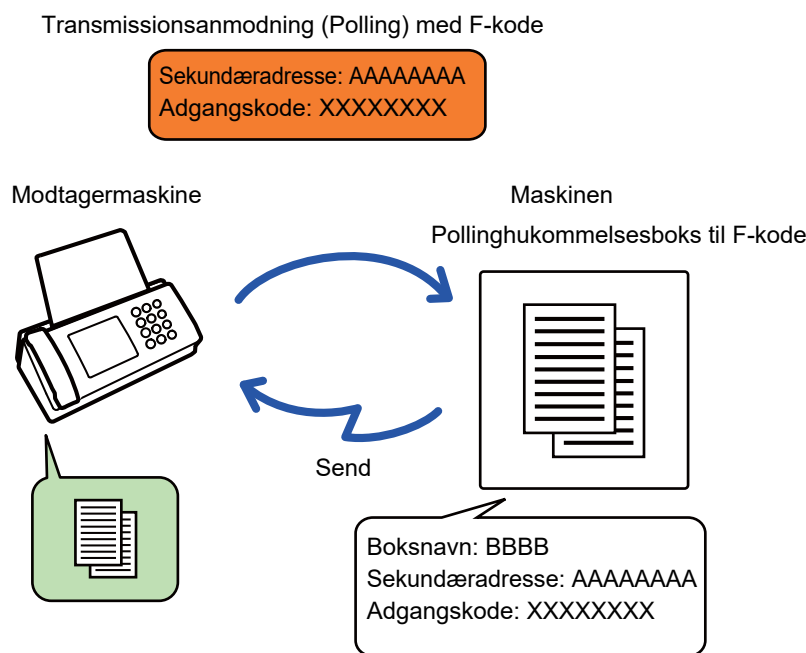 Transmissionsanmodning (Polling) med F-kode
Sekundæradresse: AAAAAAAA
Adgangskode: XXXXXXXX
Modtagermaskine
Maskinen
Pollinghukommelsesboks til F-kode
Send
Boksnavn: BBBB
Sekundæradresse: AAAAAAAA
Adgangskode: XXXXXXXX